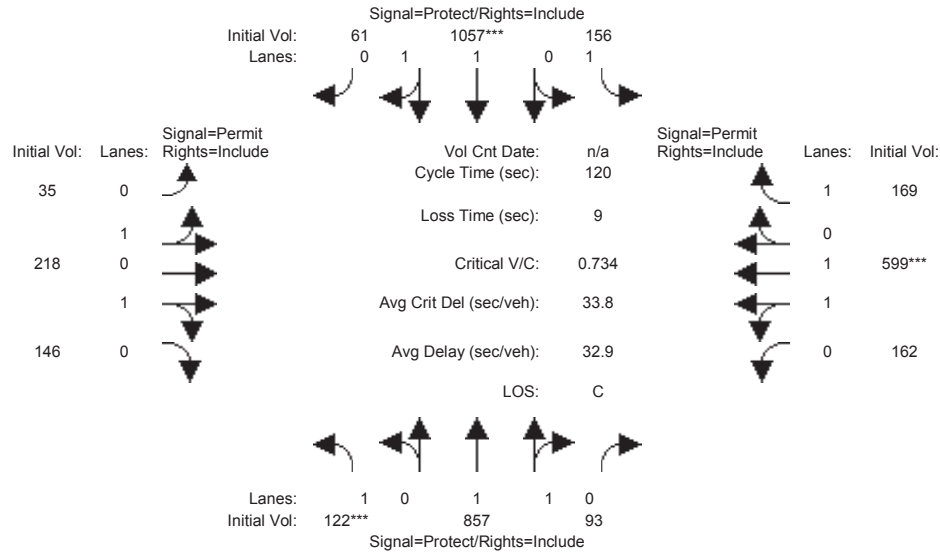 Signal=Protect/Rights=Include
Initial Vol: 61 1057*** 156
Lanes: 0 1 1 0 1
Signal=Permit
Initial Vol: Lanes: Rights=Include
35 0
1
218 0
1
146 0
Vol Cnt Date: n/a
Cycle Time (sec): 120
Loss Time (sec): 9
Critical V/C: 0.734
Avg Crit Del (sec/veh): 33.8
Avg Delay (sec/veh): 32.9
LOS: C
Signal=Permit
Rights=Include Lanes: Initial Vol:
1 169
0
1 599***
1
0 162
Lanes: 1 0 1 1 0
Initial Vol: 122*** 857 93
Signal=Protect/Rights=Include